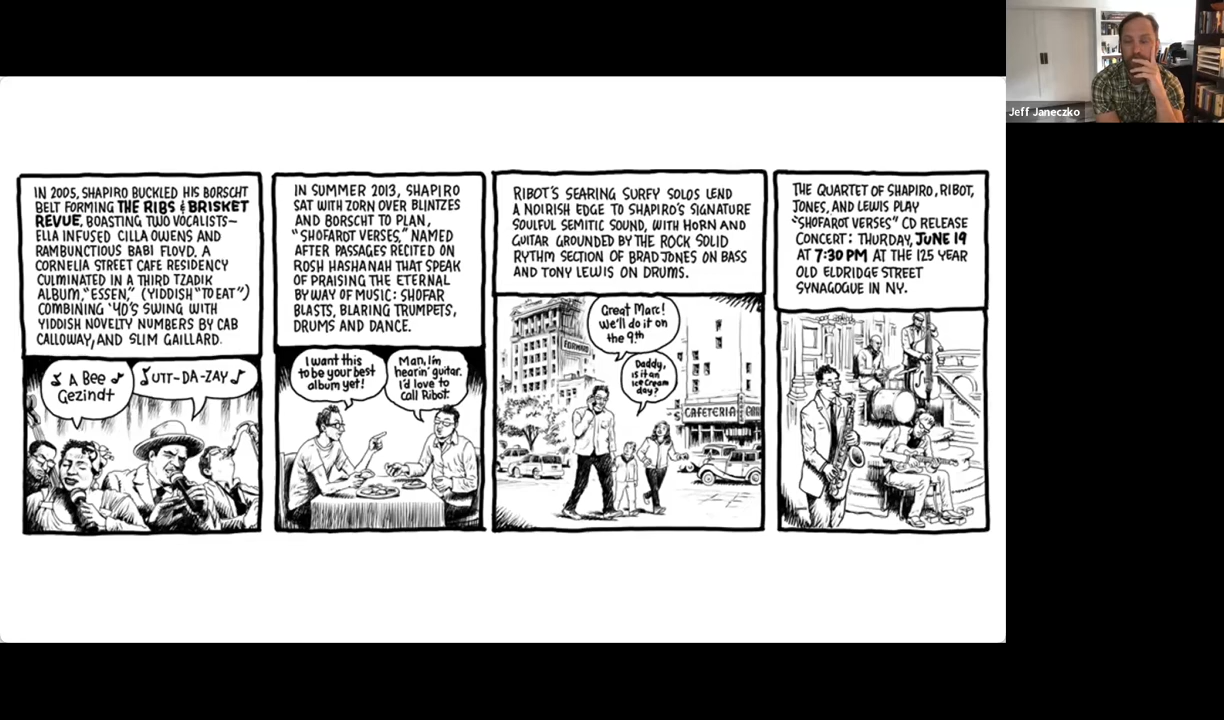 IN 2005, SHAPIRO BUCKLED HIS BORSCHT
BELT FORMING THE RIBS & BRISKET
REVUE, BOASTING TWO VOCALISTS—
ELLA INFUSED CILLA OWENS AND
RAMBUNCTIOUS BABI FLOYD. A
CORNELIA STREET CAFE RESIDENCY
CULMINATED IN A THIRD TZADIK
ALBUM, "ESSEN," (YIDDISH "TO EAT")
COMBINING '40'S SWING WITH
YIDDISH NOVELTY NUMBERS BY CAB
CALLOWAY, AND SLIM GAILLARD.
♪ A Bee ♪
Gezindt
♪UTT-DA-ZAY♪
IN SUMMER 2013, SHAPIRO
SAT WITH ZORN OVER BLINTZES
AND BORSCHT TO PLAN,
"SHOFAROT VERSES," NAMED
AFTER PASSAGES RECITED ON
ROSH HASHANAH THAT SPEAK
OF PRAISING THE ETERNAL
BY WAY OF MUSIC: SHOFAR
BLASTS, BLARING TRUMPETS,
DRUMS AND DANCE.
I want this
to be your best
album yet!
Man, I'm
hearin' guitar.
I'd love to
call Ribot.
RIBOT'S SEARING SURFY SOLOS LEND
A NOIRISH EDGE TO SHAPIRO'S SIGNATURE
SOULFUL SEMITIC SOUND, WITH HORN AND
GUITAR GROUNDED BY THE ROCK SOLID
RYTHM SECTION OF BRAD JONES ON BASS
AND TONY LEWIS ON DRUMS.
Great Marc!
We'll do it on
the 9th
Daddy,
is it an
ice cream
day?
FORWARD
CAFETERIA
THE QUARTET OF SHAPIRO, RIBOT,
JONES, AND LEWIS PLAY
"SHOFAROT VERSES" CD RELEASE
CONCERT: THURDAY, JUNE 19
AT 7:30 PM AT THE 125 YEAR
OLD ELDRIDGE STREET
SYNAGOGUE IN NY.
Jeff Janeczko